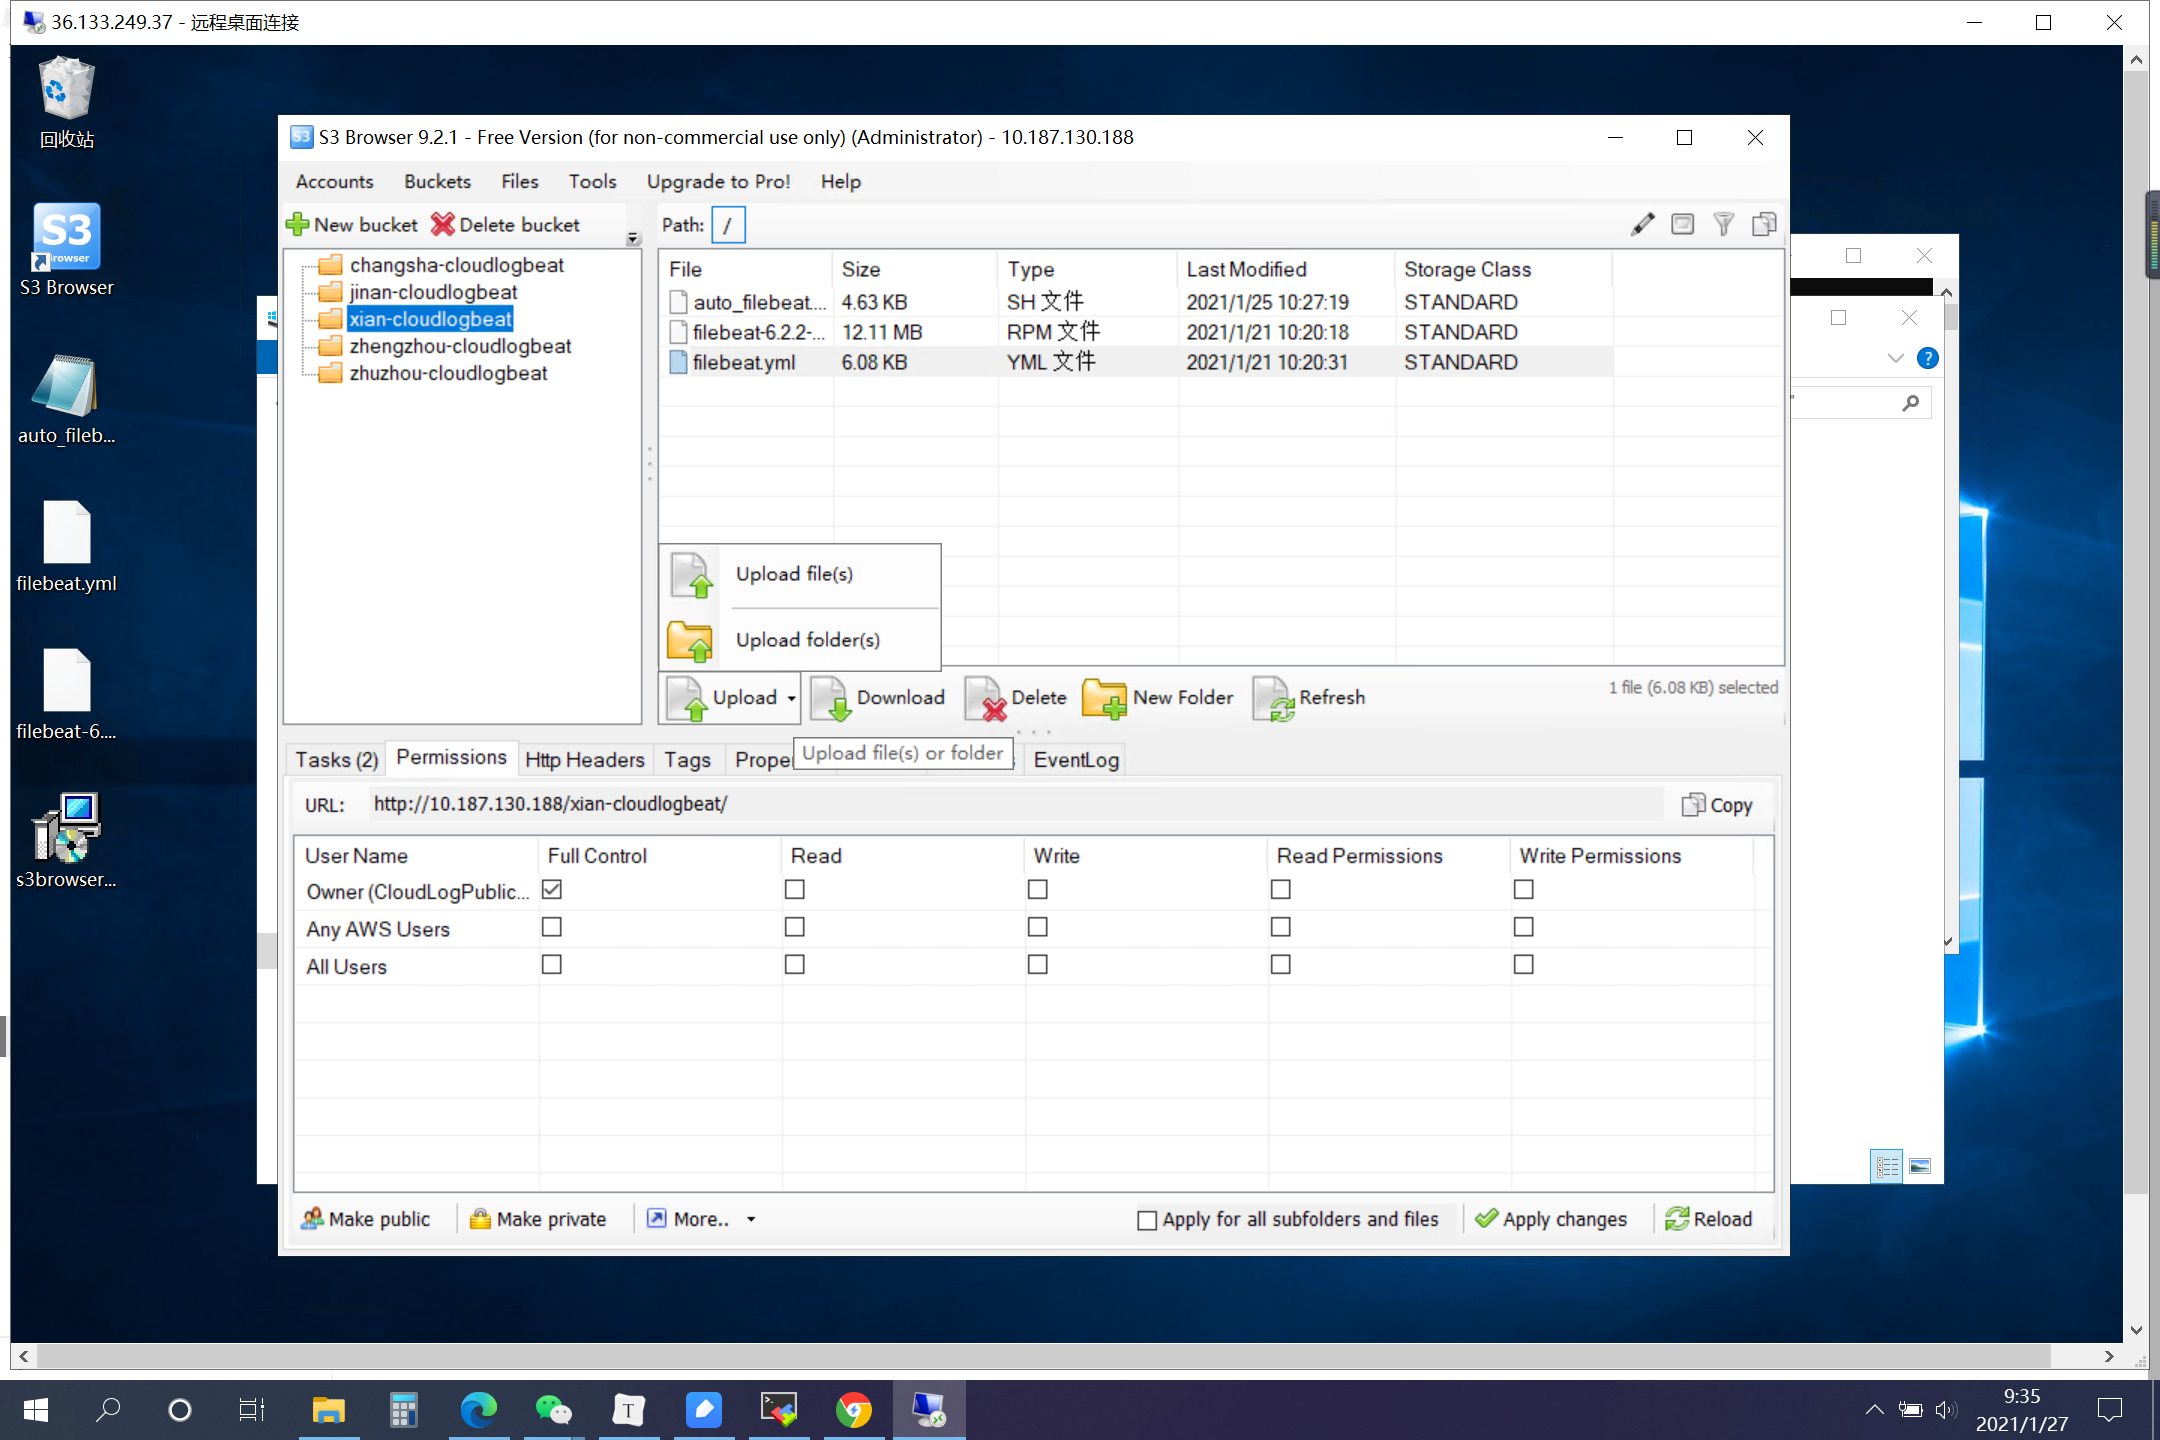 36.133.249.37 - 远程桌面连接
回收站
S3 Browser
auto_fileb...
filebeat.yml
filebeat-6....
s3browser...
S3 Browser 9.2.1 - Free Version (for non-commercial use only) (Administrator) - 10.187.130.188
Accounts Buckets Files Tools Upgrade to Pro! Help
New bucket Delete bucket
Path: /
changsha-cloudlogbeat
jinan-cloudlogbeat
xian-cloudlogbeat
zhengzhou-cloudlogbeat
zhuzhou-cloudlogbeat
File Size Type Last Modified Storage Class
auto_filebeat.... 4.63 KB SH 文件 2021/1/25 10:27:19 STANDARD
filebeat-6.2.2-... 12.11 MB RPM 文件 2021/1/21 10:20:18 STANDARD
filebeat.yml 6.08 KB YML 文件 2021/1/21 10:20:31 STANDARD
Upload file(s)
Upload folder(s)
Upload Download Delete New Folder Refresh
1 file (6.08 KB) selected
Tasks (2) Permissions Http Headers Tags EventLog
Upload file(s) or folder
URL: http://10.187.130.188/xian-cloudlogbeat/ Copy
User Name Full Control Read Write Read Permissions Write Permissions
Owner (CloudLogPublic...
Any AWS Users
All Users
Make public Make private More.. Apply for all subfolders and files Apply changes Reload
9:35
2021/1/27